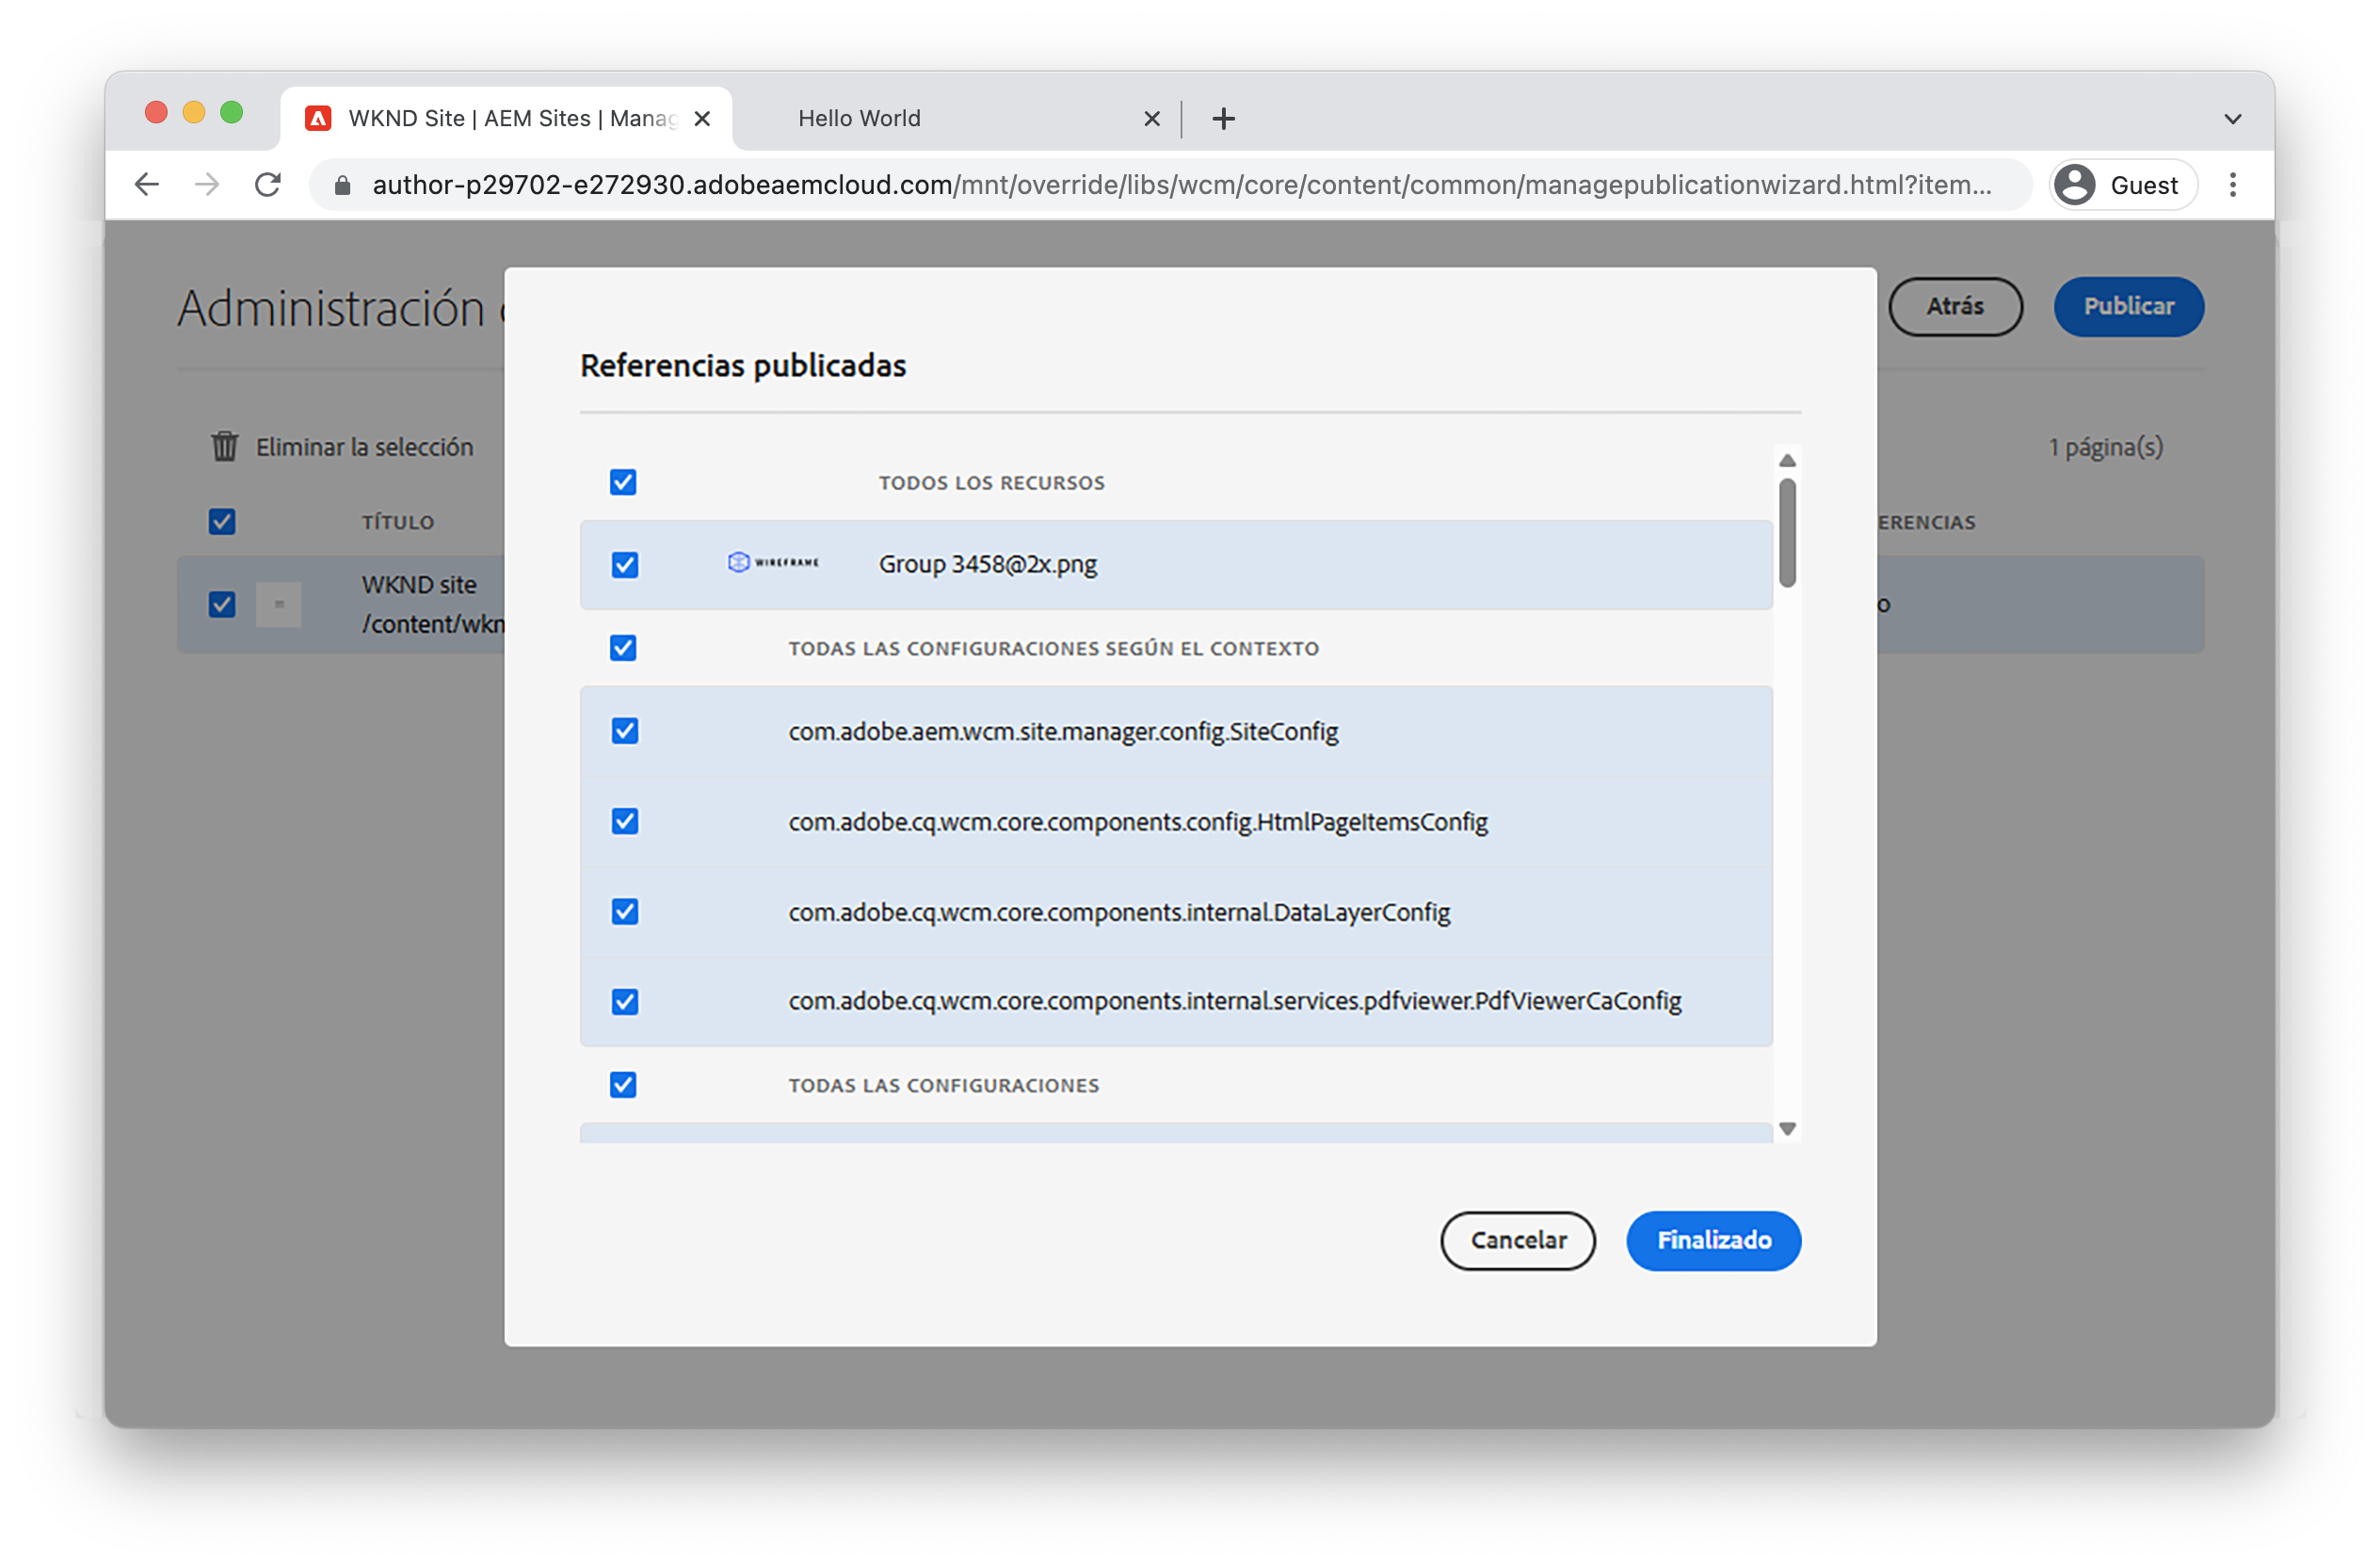 WKND Site | AEM Sites | Manag
Hello World
author-p29702-e272930.adobeaemcloud.com/mnt/override/libs/wcm/core/content/common/managepublicationwizard.html?item...
Guest
Administración
Atrás
Publicar
Referencias publicadas
Eliminar la selección
1 página(s)
TODOS LOS RECURSOS
TÍTULO
ERENCIAS
WIREFRAME
Group 3458@2x.png
WKND site
/content/wkn
o
TODAS LAS CONFIGURACIONES SEGÚN EL CONTEXTO
com.adobe.aem.wcm.site.manager.config.SiteConfig
com.adobe.cq.wcm.core.components.config.HtmlPageItemsConfig
com.adobe.cq.wcm.core.components.internal.DataLayerConfig
com.adobe.cq.wcm.core.components.internal.services.pdfviewer.PdfViewerCaConfig
TODAS LAS CONFIGURACIONES
Cancelar
Finalizado